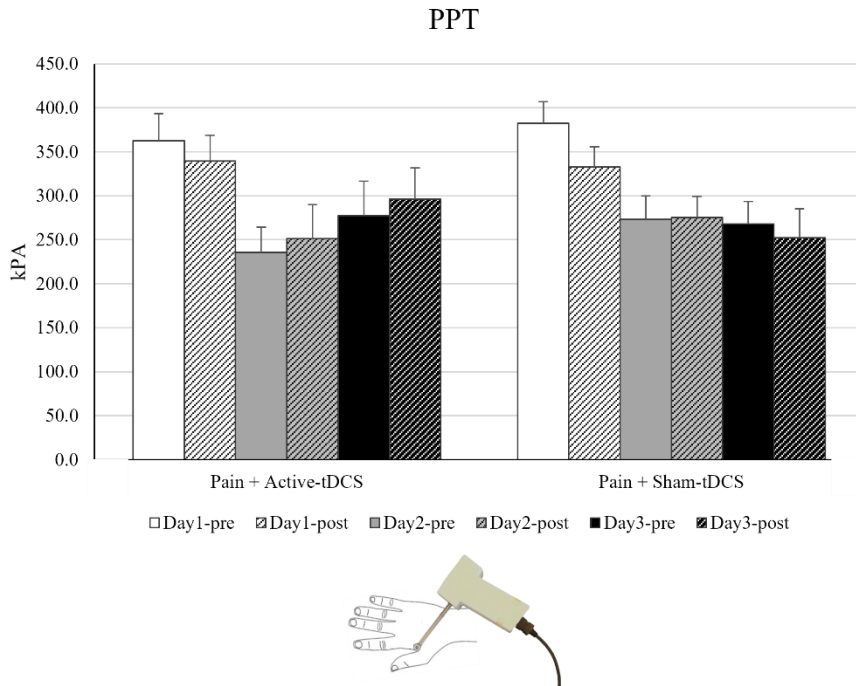 PPT
450.0
400.0
350.0
300.0
250.0
200.0
150.0
100.0
50.0
0.0
kPA
Pain + Active-tDCS Pain + Sham-tDCS
Day1-pre Day1-post Day2-pre Day2-post Day3-pre Day3-post